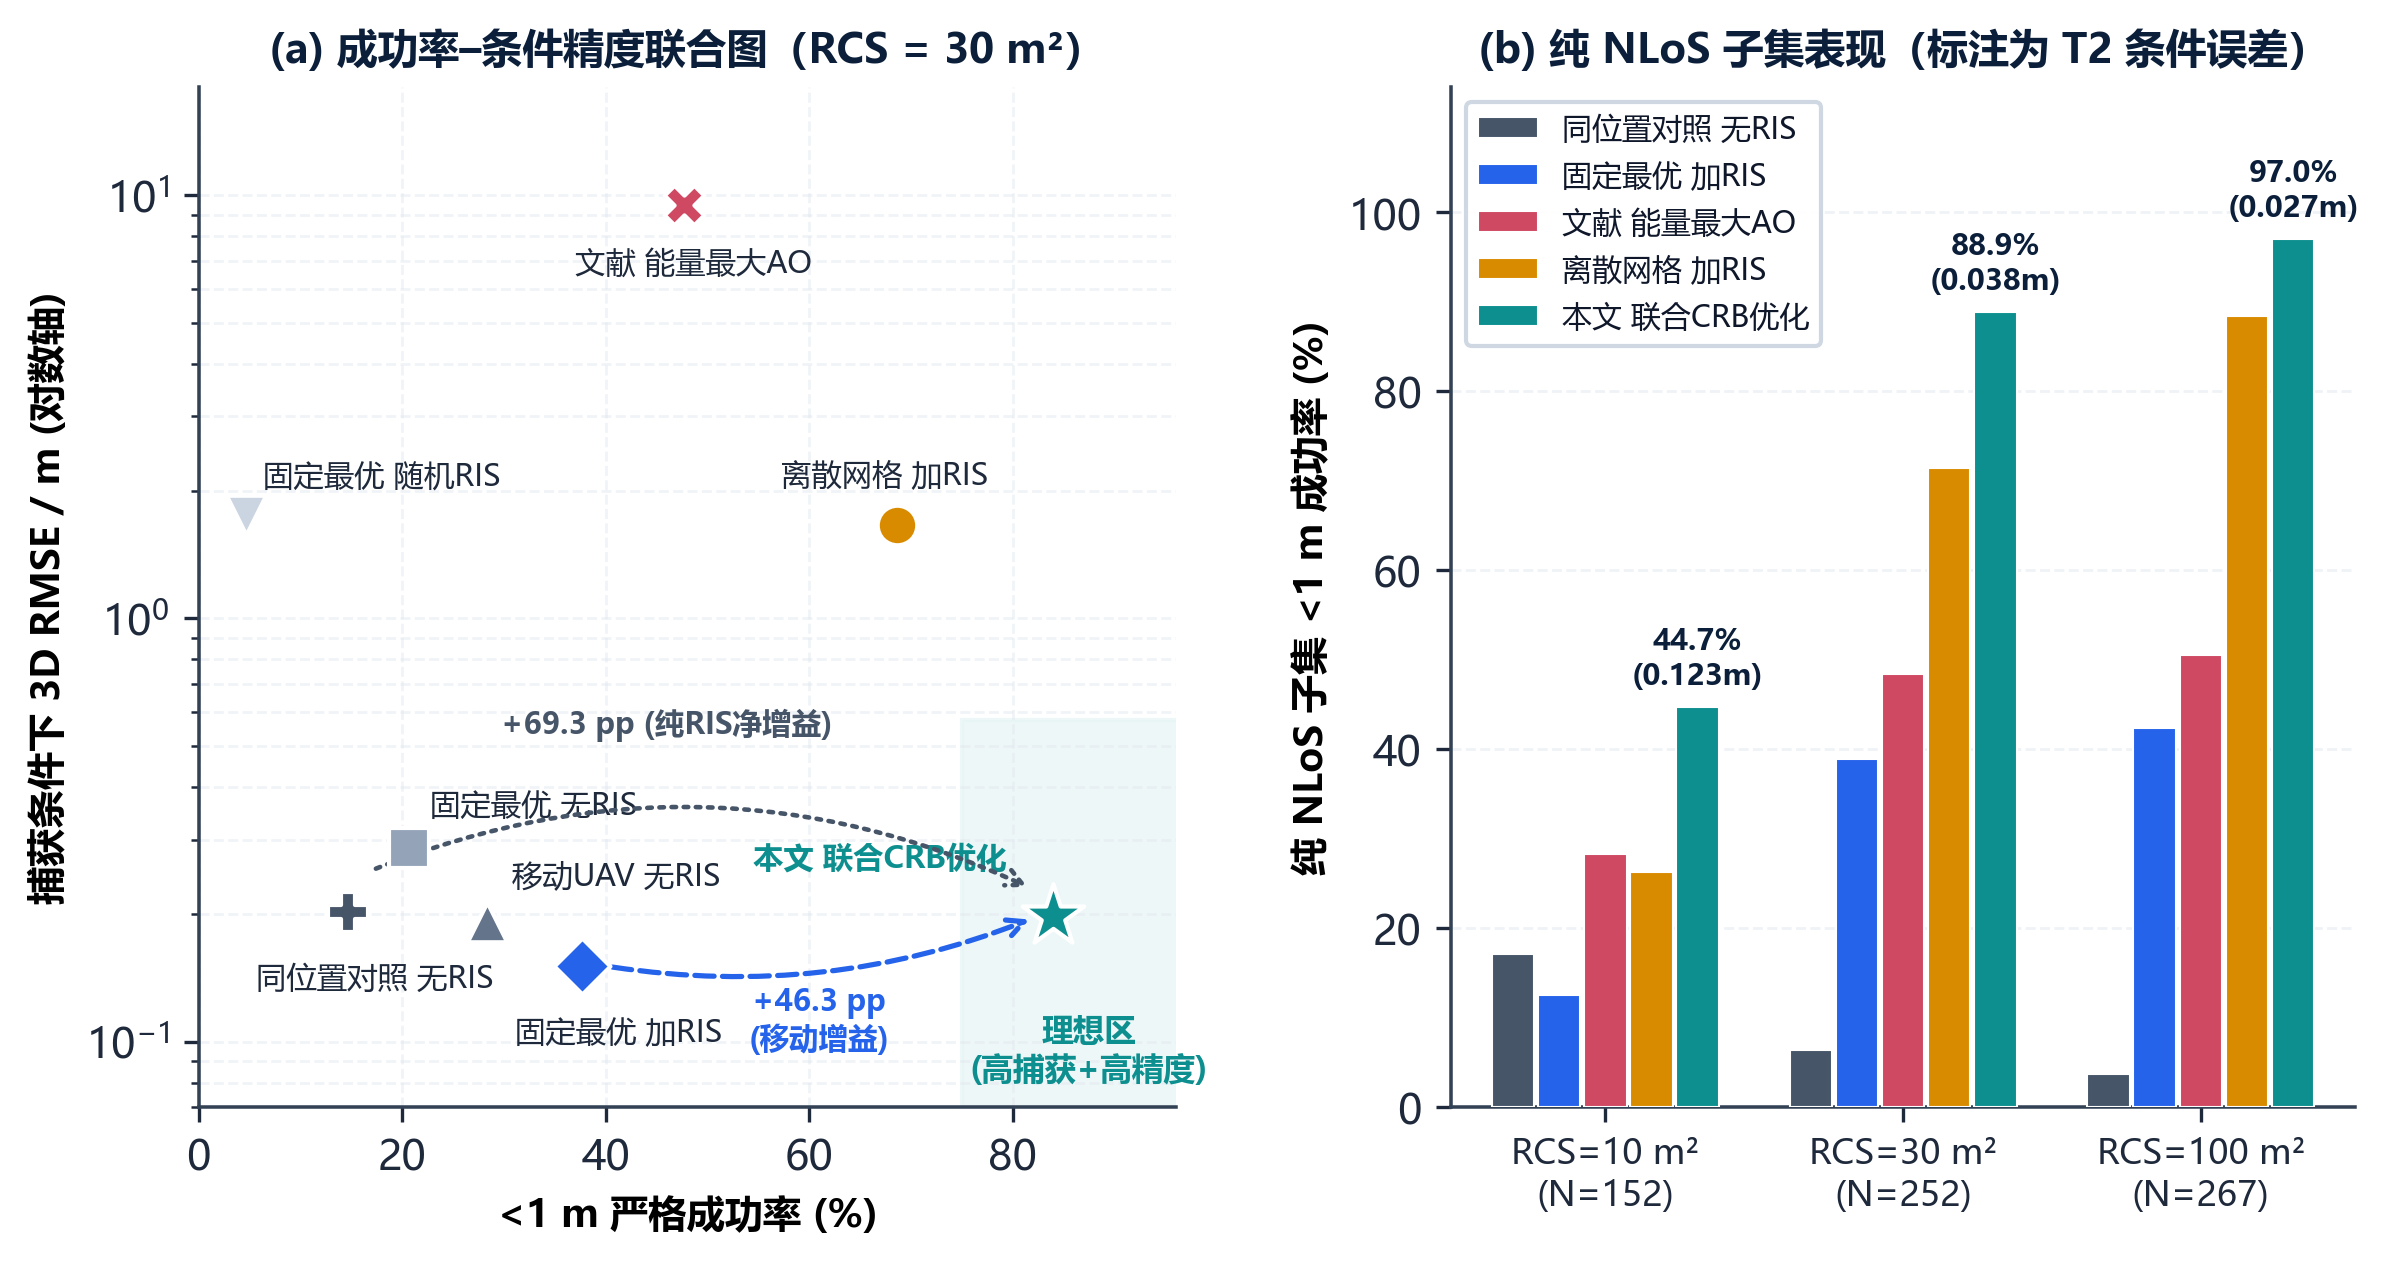 (a) 成功率–条件精度联合图（RCS = 30 m²）
捕获条件下 3D RMSE / m (对数轴)
10¹
10⁰
10⁻¹
文献 能量最大AO
固定最优 随机RIS
离散网格 加RIS
+69.3 pp (纯RIS净增益)
固定最优 无RIS
本文 联合CRB优化
移动UAV 无RIS
同位置对照 无RIS
固定最优 加RIS
+46.3 pp
(移动增益)
理想区
(高捕获+高精度)
0 20 40 60 80
<1 m 严格成功率 (%)
(b) 纯 NLoS 子集表现（标注为 T2 条件误差）
纯 NLoS 子集 <1 m 成功率 (%)
100
80
60
40
20
0
同位置对照 无RIS
固定最优 加RIS
文献 能量最大AO
离散网格 加RIS
本文 联合CRB优化
44.7%
(0.123m)
88.9%
(0.038m)
97.0%
(0.027m)
RCS=10 m²
(N=152)
RCS=30 m²
(N=252)
RCS=100 m²
(N=267)